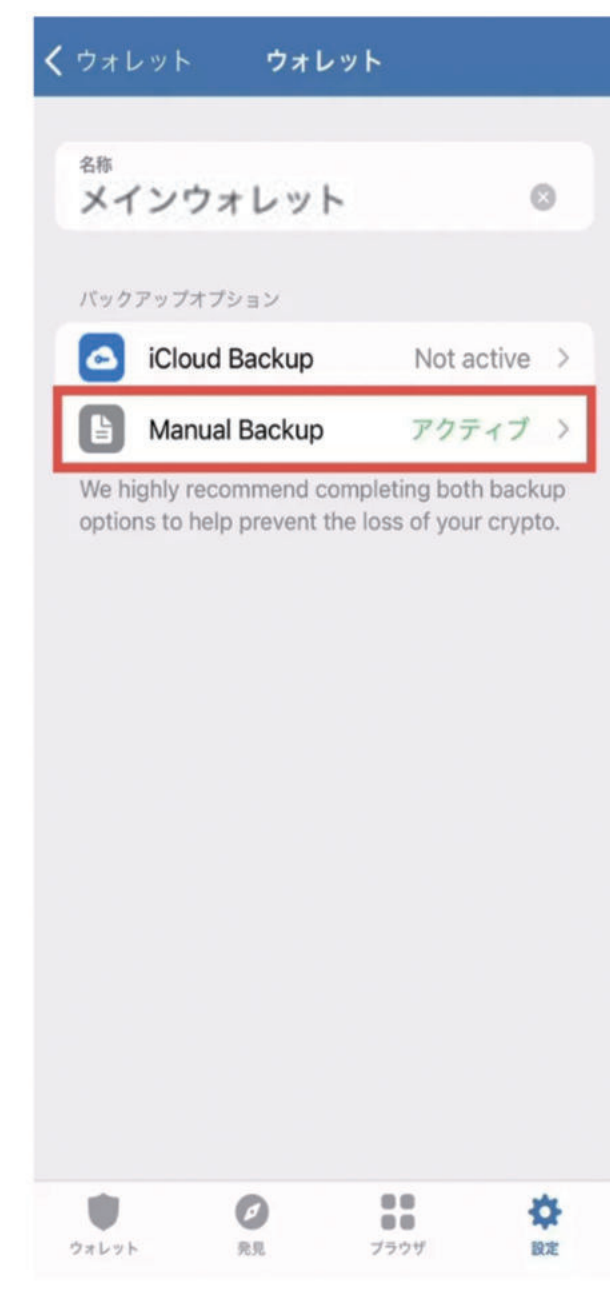 ウォレット
ウォレット
名称
メインウォレット
バックアップオプション
iCloud Backup Not active
Manual Backup アクティブ
We highly recommend completing both backup
options to help prevent the loss of your crypto.
ウォレット 発見 ブラウザ 設定